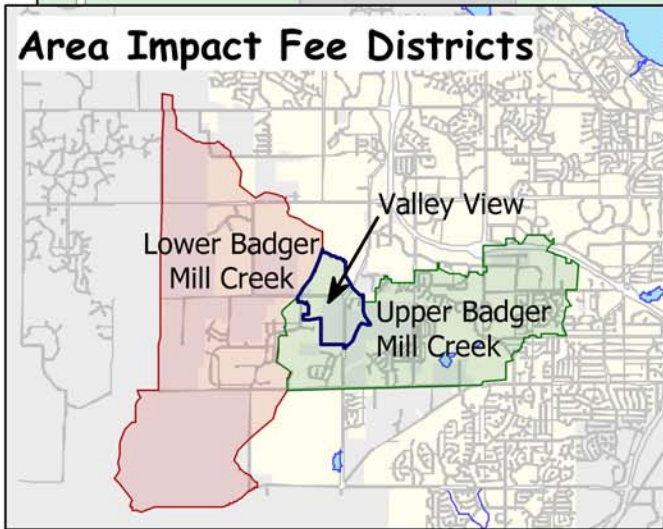 Area Impact Fee Districts
Valley View
Lower Badger
Mill Creek
Upper Badger
Mill Creek